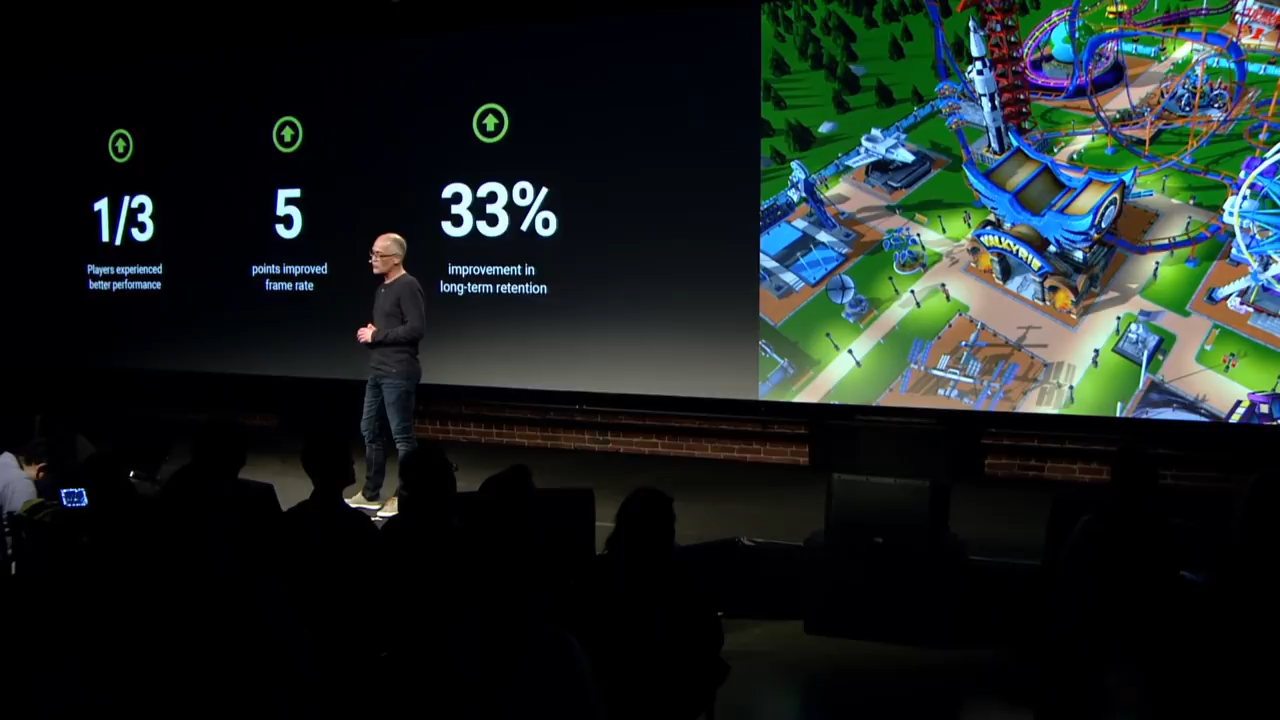 1/3
Players experienced
better performance
5
points improved
frame rate
33%
improvement in
long-term retention
VALKYRIE